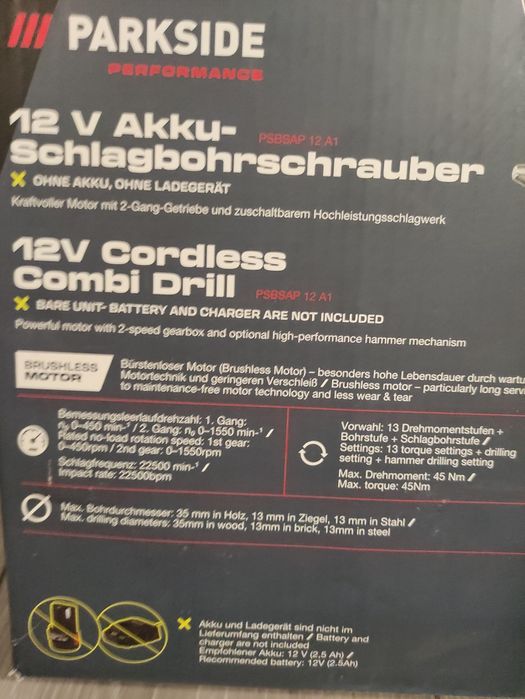 PARKSIDE
PERFORMANCE
12 V Akku-
Schlagbohrschrauber PSBSAP 12 A1
OHNE AKKU, OHNE LADEGERÄT
Kraftvoller Motor mit 2-Gang-Getriebe und zuschaltbarem Hochleistungsschlagwerk
12V Cordless
Combi Drill PSBSAP 12 A1
BARE UNIT- BATTERY AND CHARGER ARE NOT INCLUDED
Powerful motor with 2-speed gearbox and optional high-performance hammer mechanism
BRUSHLESS
MOTOR
Bürstenloser Motor (Brushless Motor) – besonders hohe Lebensdauer durch wartu
Motortechnik und geringeren Verschleiß / Brushless motor – particularly long servi
to maintenance-free motor technology and less wear & tear
Bemessungsleerlaufdrehzahl: 1. Gang:
n₀ 0–450 min⁻¹ / 2. Gang: n₀ 0–1550 min⁻¹ /
Rated no-load rotation speed: 1st gear:
0–450rpm / 2nd gear: 0–1550rpm
Schlagfrequenz: 22500 min⁻¹ /
Impact rate: 22500bpm
Vorwahl: 13 Drehmomentstufen +
Bohrstufe + Schlagbohrstufe /
Settings: 13 torque settings + drilling
setting + hammer drilling setting
Max. Drehmoment: 45 Nm /
Max. torque: 45Nm
Max. Bohrdurchmesser: 35 mm in Holz, 13 mm in Ziegel, 13 mm in Stahl /
Max. drilling diameters: 35mm in wood, 13mm in brick, 13mm in steel
Akku und Ladegerät sind nicht im
Lieferumfang enthalten / Battery and
charger are not included
Empfohlener Akku: 12 V (2,5 Ah) /
Recommended battery: 12V (2.5Ah)